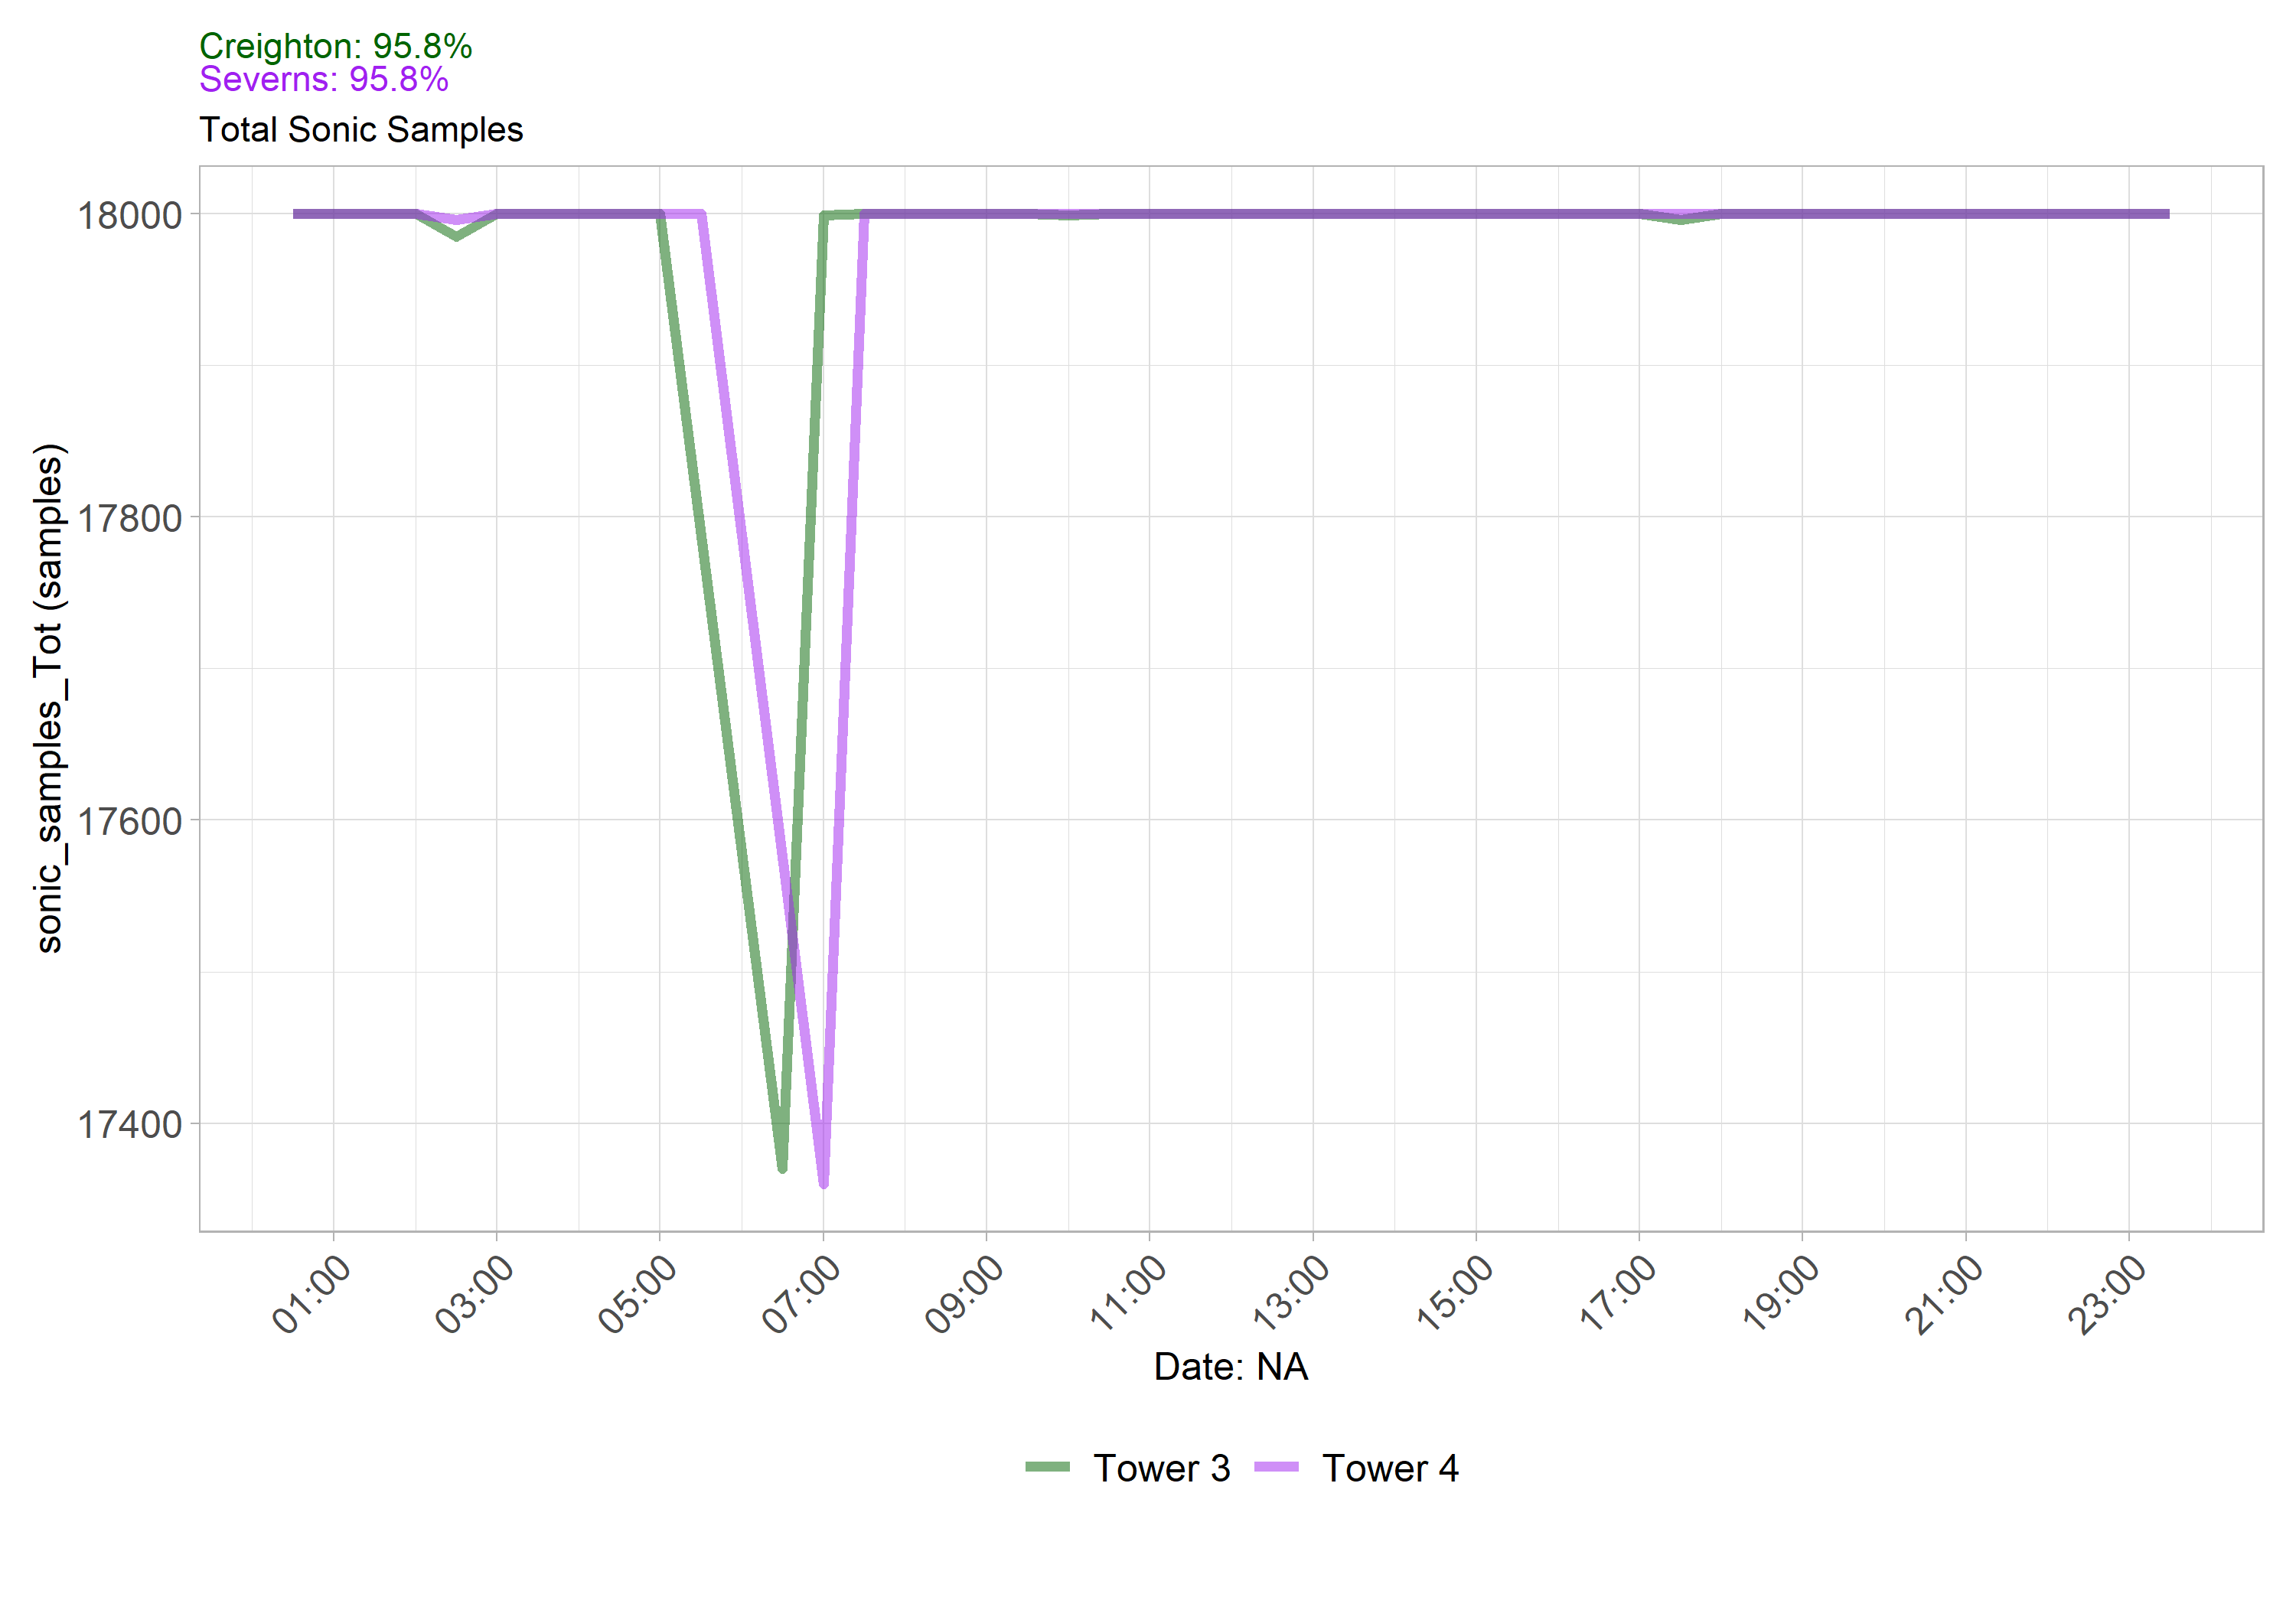 Creighton: 95.8%
Severns: 95.8%
Total Sonic Samples
sonic_samples_Tot (samples)
18000
17800
17600
17400
01:00 03:00 05:00 07:00 09:00 11:00 13:00 15:00 17:00 19:00 21:00 23:00
Date: NA
Tower 3 Tower 4